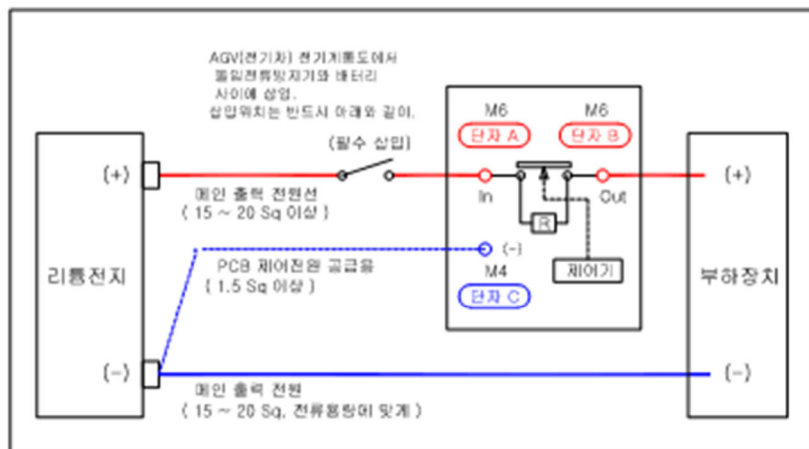 AGV(전기차) 전기계통도에서
돌입전류방지기와 배터리
사이에 삽입.
삽입위치는 반드시 아래와 같이.
(필수 삽입)
M6
M6
단자 A
단자 B
(+)
(+)
In
Out
메인 출력 전원선
( 15 ~ 20 Sq 이상 )
R
(-)
리튬전지
PCB 제어전원 공급용
( 1.5 Sq 이상 )
M4
제어기
부하장치
단자 C
(-)
(-)
메인 출력 전원
( 15 ~ 20 Sq, 전류용량에 맞게 )